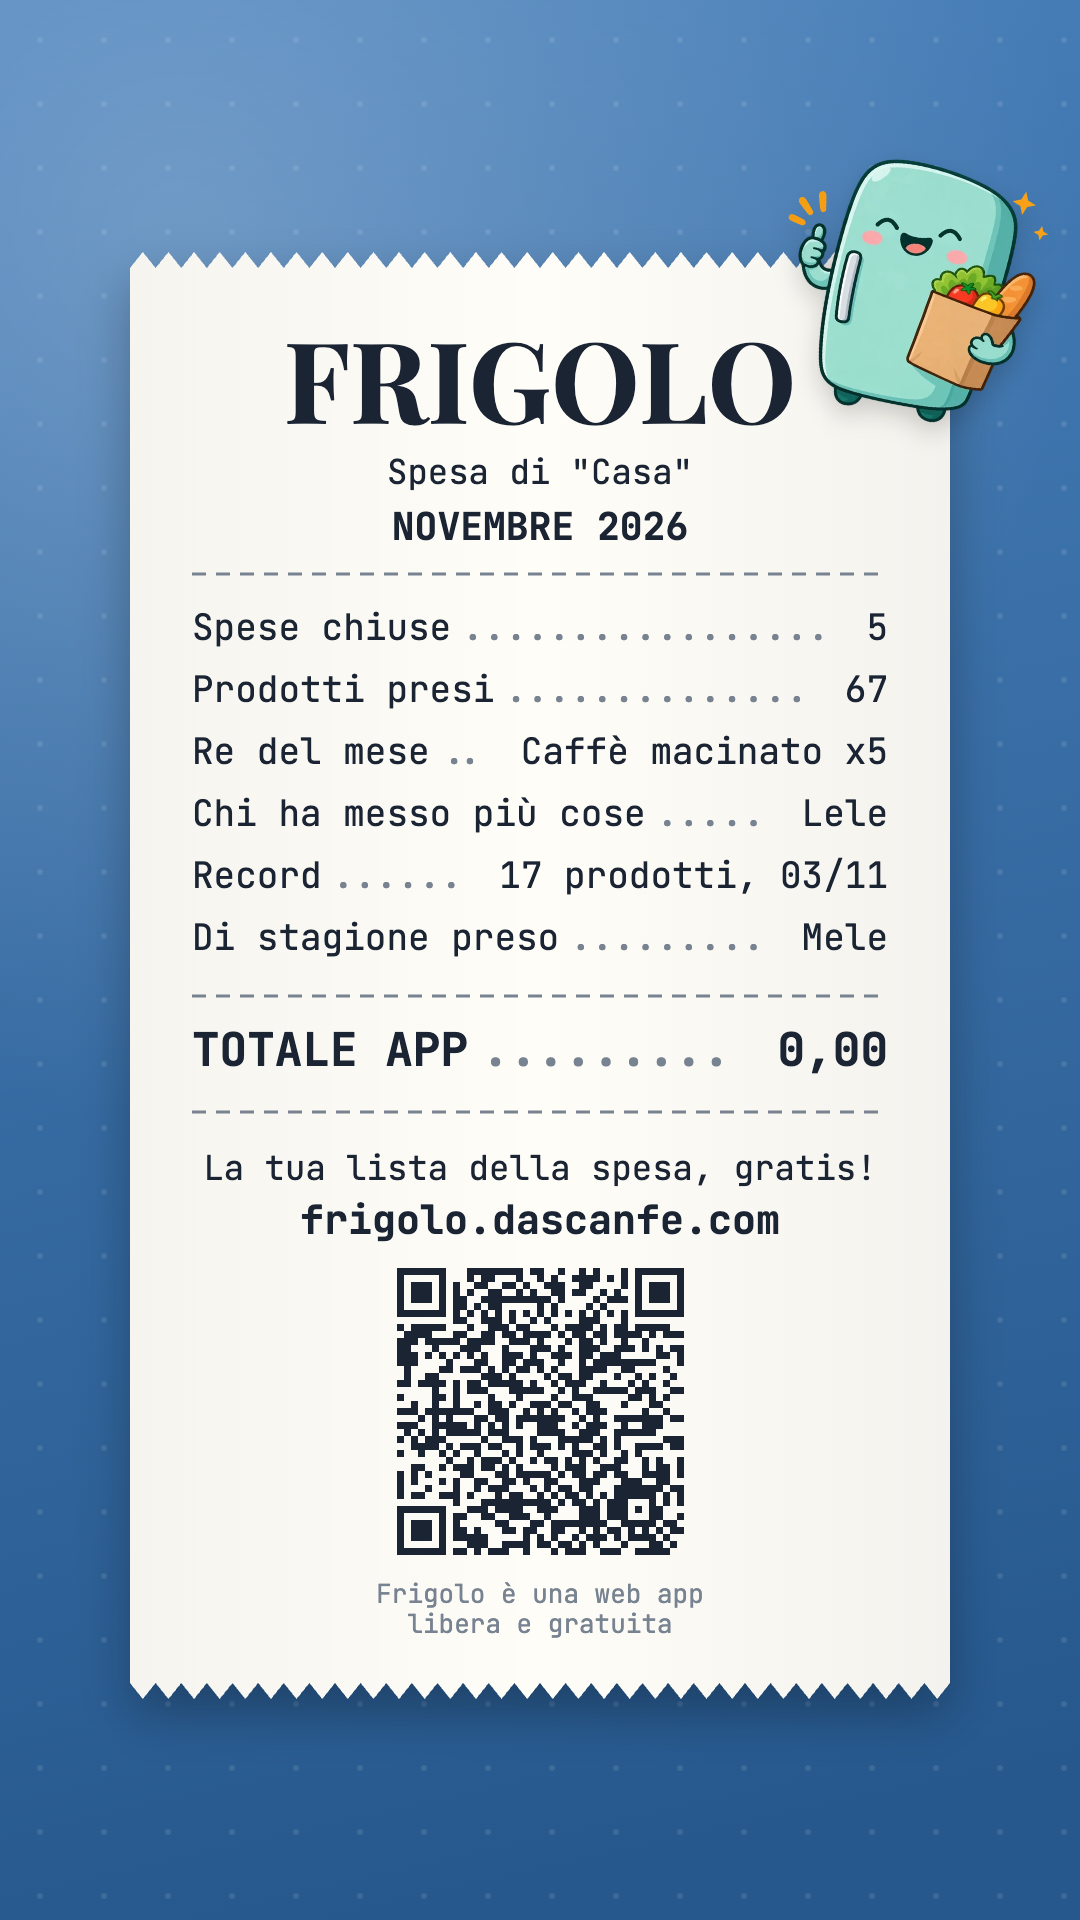 FRIGOLO
Spesa di "Casa"
NOVEMBRE 2026
Spese chiuse ................. 5
Prodotti presi .............. 67
Re del mese .. Caffè macinato x5
Chi ha messo più cose ..... Lele
Record ...... 17 prodotti, 03/11
Di stagione preso ......... Mele
TOTALE APP ......... 0,00
La tua lista della spesa, gratis!
frigolo.dascanfe.com
Frigolo è una web app
libera e gratuita